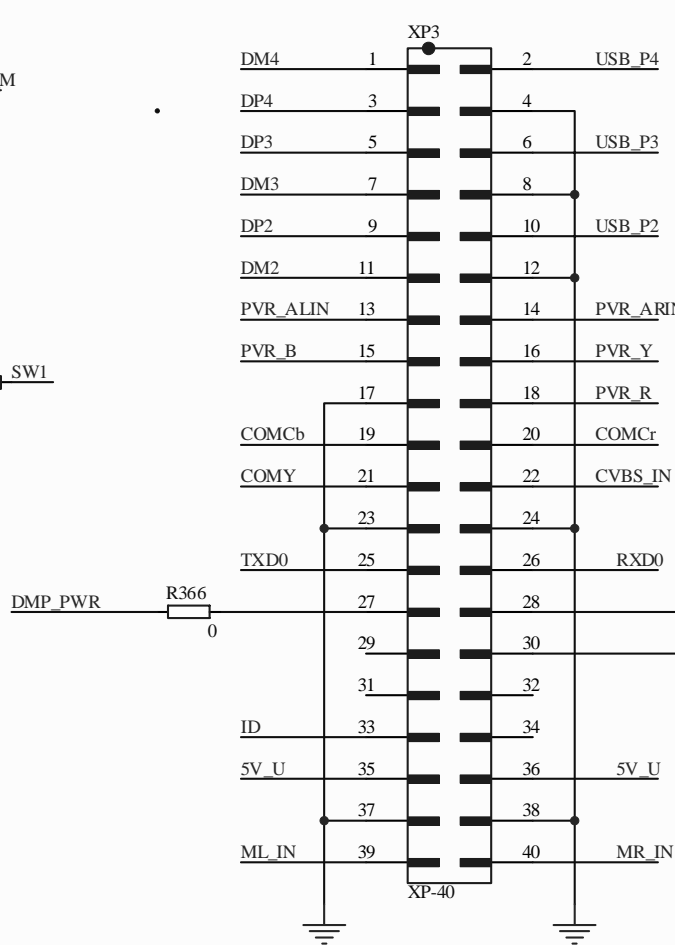 XP3
DM4 1 2 USB_P4
M
DP4 3 4
DP3 5 6 USB_P3
DM3 7 8
DP2 9 10 USB_P2
DM2 11 12
PVR_ALIN 13 14 PVR_ARIN
PVR_B 15 16 PVR_Y
SW1
17 18 PVR_R
COMCb 19 20 COMCr
COMY 21 22 CVBS_IN
23 24
TXD0 25 26 RXD0
DMP_PWR R366 27 28
0
29 30
31 32
ID 33 34
5V_U 35 36 5V_U
37 38
ML_IN 39 40 MR_IN
XP-40